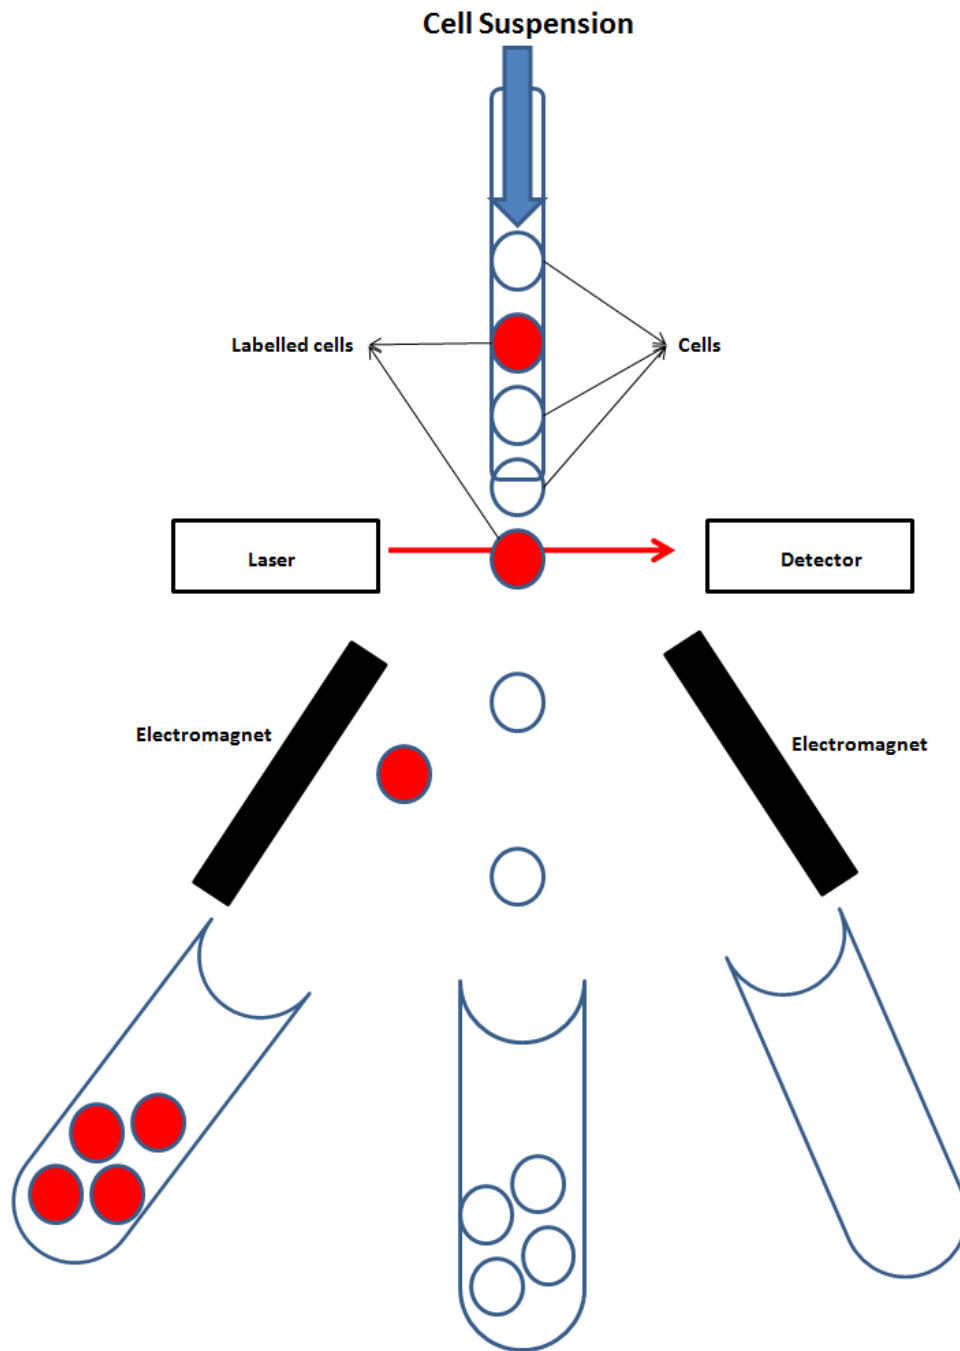 Cell Suspension
Labelled cells
Cells
Laser
Detector
Electromagnet
Electromagnet